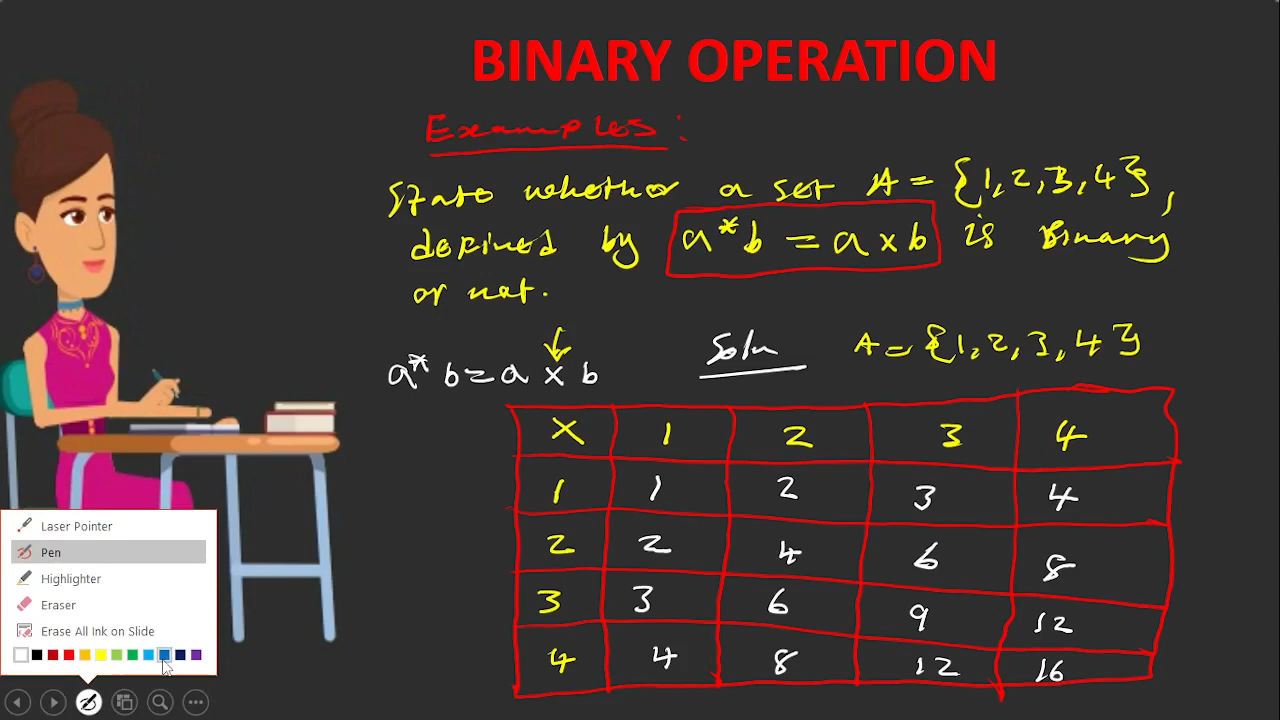 BINARY OPERATION
Examples:
State whether a set A = {1,2,3,4},
defined by a*b = a x b is Binary
or not.
a* b = a x b
Soln
A = {1,2,3,4}
X 1 2 3 4
1 1 2 3 4
2 2 4 6 8
3 3 6 9 12
4 4 8 12 16
Laser Pointer
Pen
Highlighter
Eraser
Erase All Ink on Slide